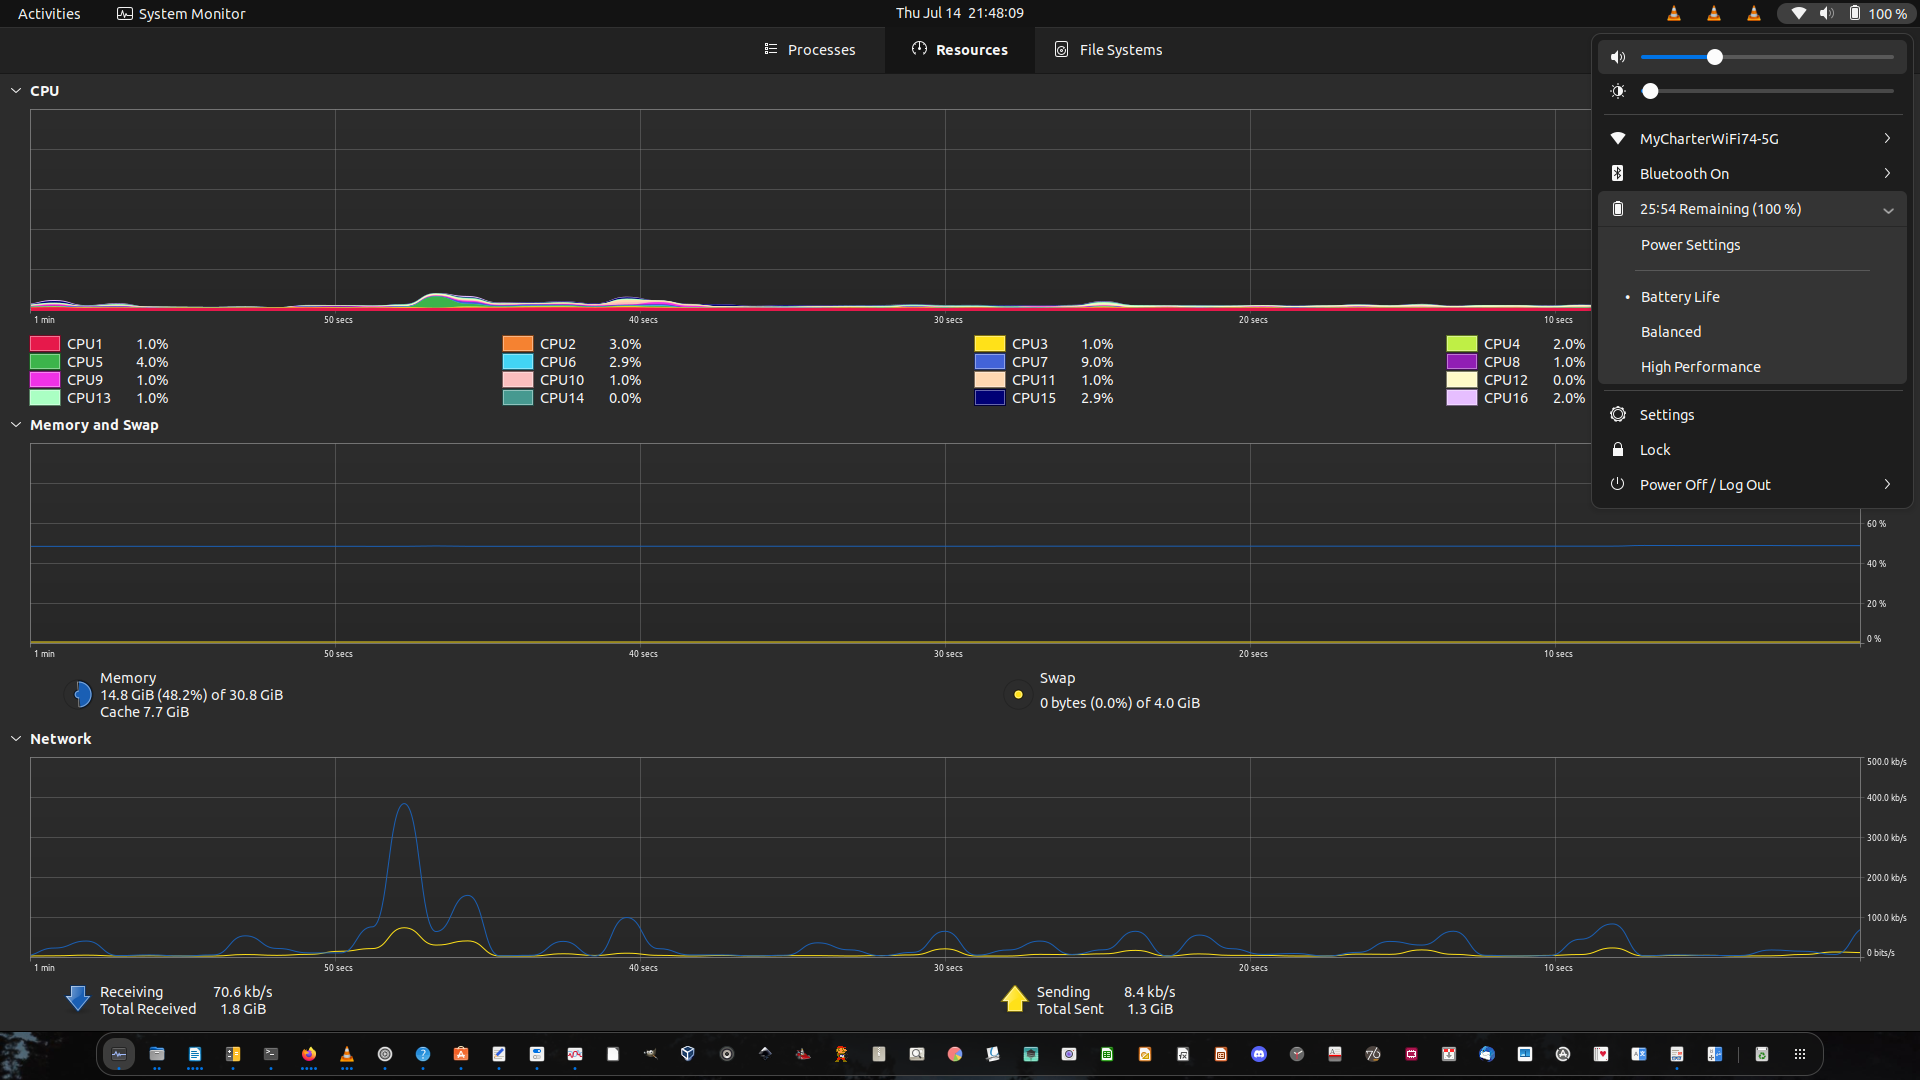 Activities System Monitor Thu Jul 14 21:48:09 100 %
Processes Resources File Systems
CPU
1 min 50 secs 40 secs 30 secs 20 secs 10 secs
CPU1 1.0% CPU2 3.0% CPU3 1.0% CPU4 2.0%
CPU5 4.0% CPU6 2.9% CPU7 9.0% CPU8 1.0%
CPU9 1.0% CPU10 1.0% CPU11 1.0% CPU12 0.0%
CPU13 1.0% CPU14 0.0% CPU15 2.9% CPU16 2.0%
MyCharterWiFi74-5G
Bluetooth On
25:54 Remaining (100 %)
Power Settings
• Battery Life
Balanced
High Performance
Settings
Lock
Power Off / Log Out
Memory and Swap
60 %
40 %
20 %
0 %
1 min 50 secs 40 secs 30 secs 20 secs 10 secs
Memory
14.8 GiB (48.2%) of 30.8 GiB
Cache 7.7 GiB
Swap
0 bytes (0.0%) of 4.0 GiB
Network
500.0 kb/s
400.0 kb/s
300.0 kb/s
200.0 kb/s
100.0 kb/s
0 bits/s
1 min 50 secs 40 secs 30 secs 20 secs 10 secs
Receiving 70.6 kb/s
Total Received 1.8 GiB
Sending 8.4 kb/s
Total Sent 1.3 GiB